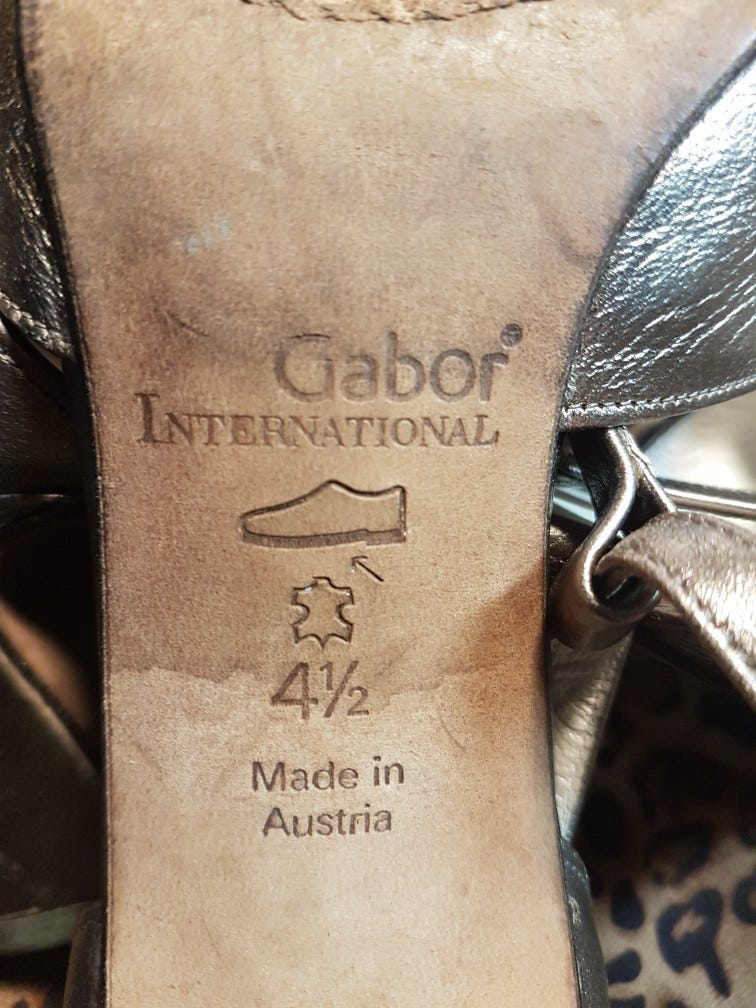 Gabor
INTERNATIONAL
4½
Made in
Austria